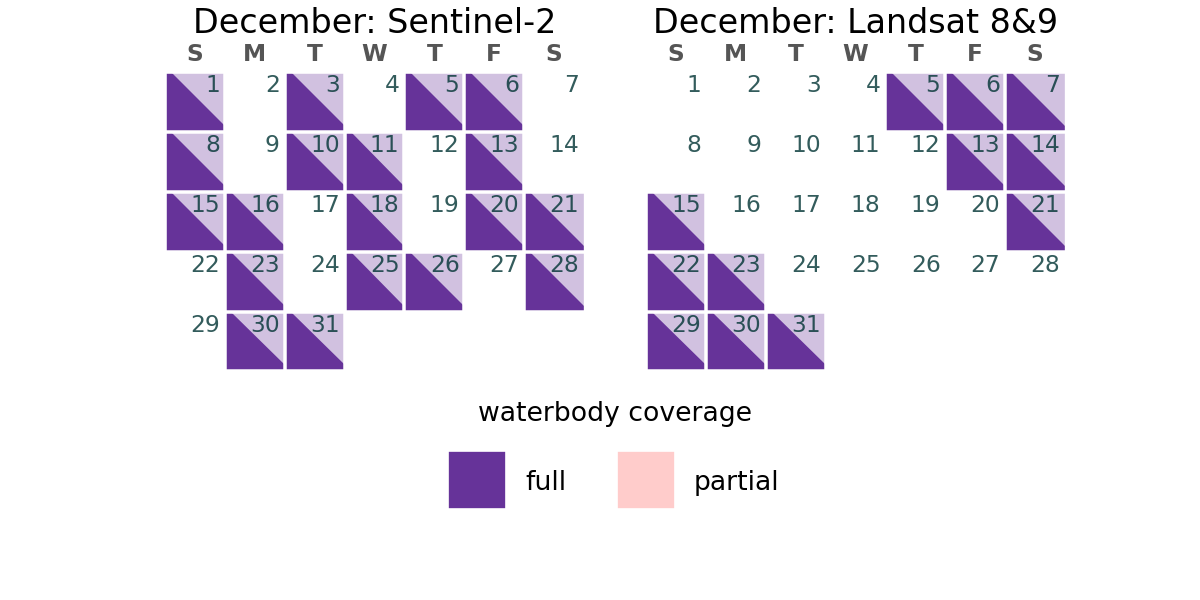 December: Sentinel-2
S M T W T F S
1 2 3 4 5 6 7
8 9 10 11 12 13 14
15 16 17 18 19 20 21
22 23 24 25 26 27 28
29 30 31
December: Landsat 8&9
S M T W T F S
1 2 3 4 5 6 7
8 9 10 11 12 13 14
15 16 17 18 19 20 21
22 23 24 25 26 27 28
29 30 31
waterbody coverage
full partial